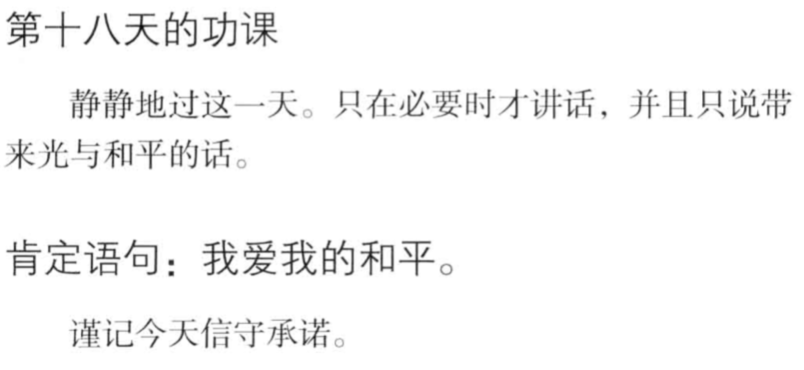 第十八天的功课
静静地过这一天。只在必要时才讲话，并且只说带
来光与和平的话。
肯定语句：我爱我的和平。
谨记今天信守承诺。